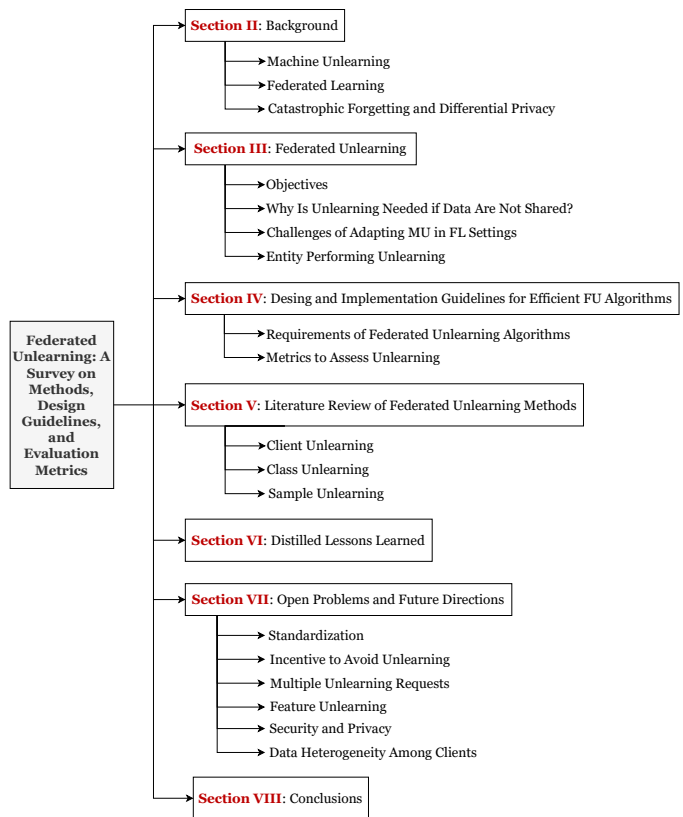 Section II: Background
Machine Unlearning
Federated Learning
Catastrophic Forgetting and Differential Privacy
Section III: Federated Unlearning
Objectives
Why Is Unlearning Needed if Data Are Not Shared?
Challenges of Adapting MU in FL Settings
Entity Performing Unlearning
Section IV: Desing and Implementation Guidelines for Efficient FU Algorithms
Requirements of Federated Unlearning Algorithms
Metrics to Assess Unlearning
Federated
Unlearning: A
Survey on
Methods,
Design
Guidelines,
and
Evaluation
Metrics
Section V: Literature Review of Federated Unlearning Methods
Client Unlearning
Class Unlearning
Sample Unlearning
Section VI: Distilled Lessons Learned
Section VII: Open Problems and Future Directions
Standardization
Incentive to Avoid Unlearning
Multiple Unlearning Requests
Feature Unlearning
Security and Privacy
Data Heterogeneity Among Clients
Section VIII: Conclusions